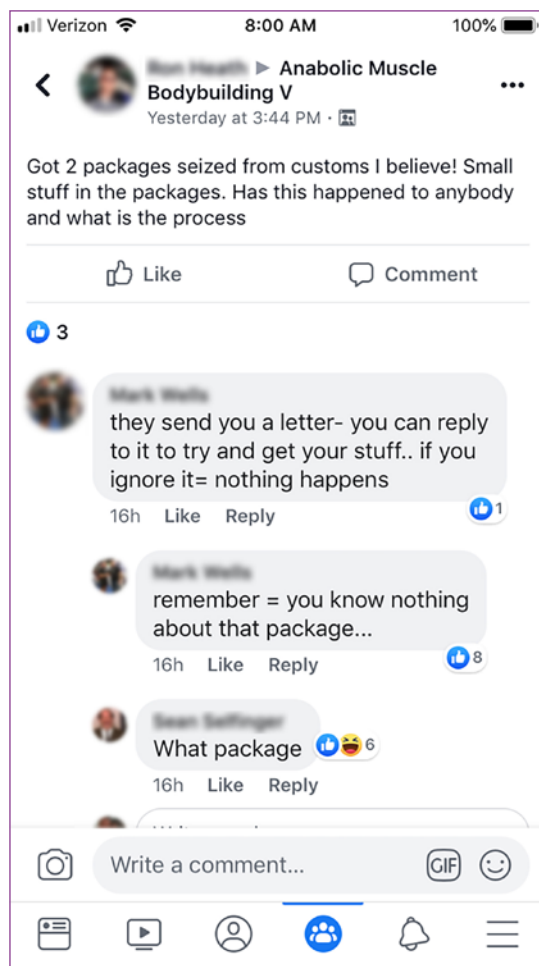 Verizon 8:00 AM 100%
▶ Anabolic Muscle
Bodybuilding V
Yesterday at 3:44 PM ·
Got 2 packages seized from customs I believe! Small
stuff in the packages. Has this happened to anybody
and what is the process
Like Comment
3
they send you a letter- you can reply
to it to try and get your stuff.. if you
ignore it= nothing happens
16h Like Reply 1
remember = you know nothing
about that package...
16h Like Reply 8
What package 6
16h Like Reply
Write a comment... GIF